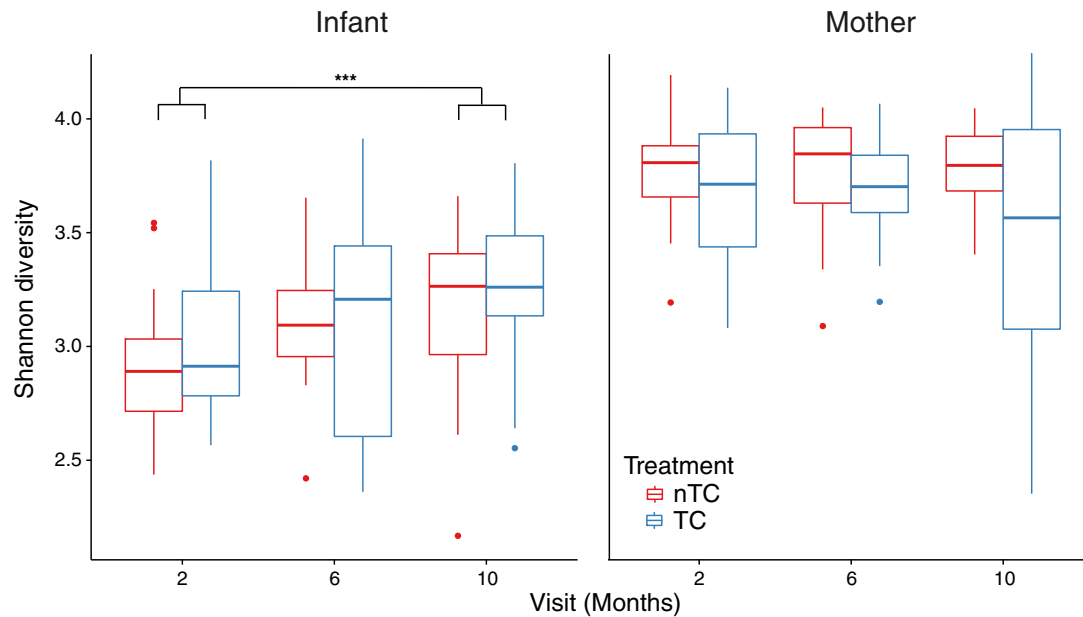 Infant
Mother
***
4.0
3.5
3.0
2.5
Shannon diversity
Treatment
nTC
TC
2
6
10
2
6
10
Visit (Months)